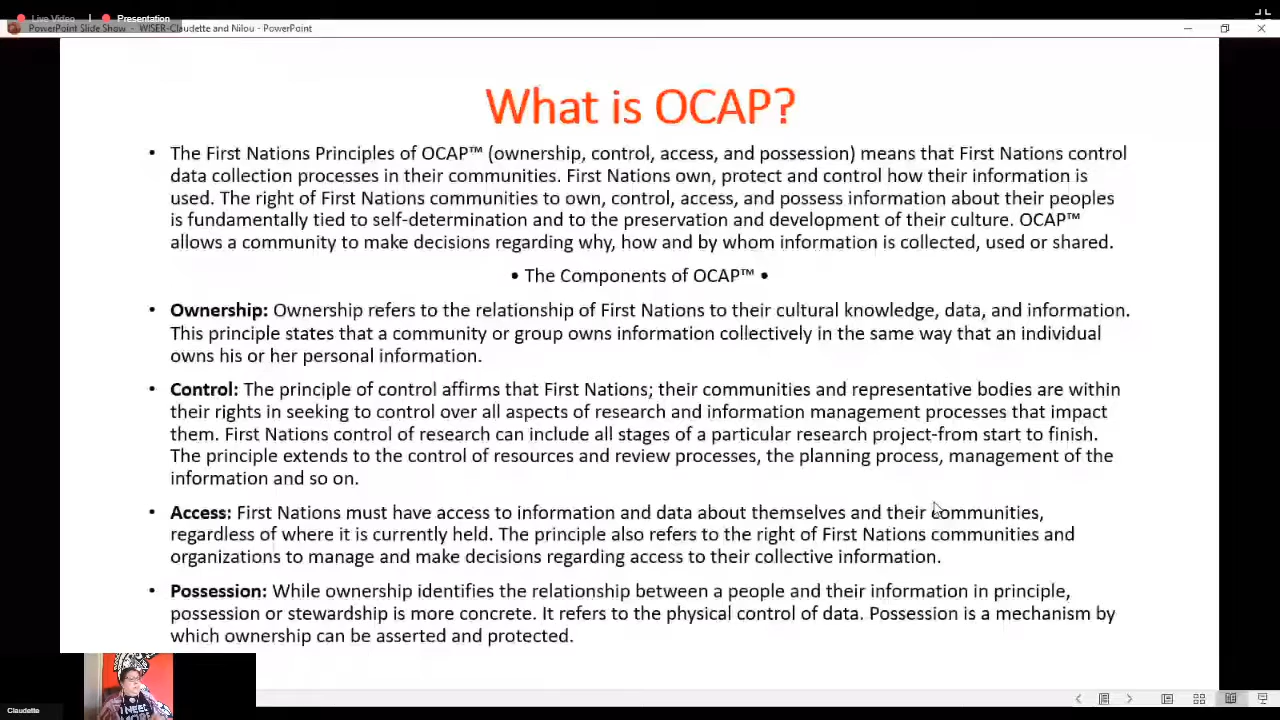 Live Video
Presentation
PowerPoint Slide Show - WISER-Claudette and Nilou - PowerPoint
What is OCAP?
• The First Nations Principles of OCAP™ (ownership, control, access, and possession) means that First Nations control
data collection processes in their communities. First Nations own, protect and control how their information is
used. The right of First Nations communities to own, control, access, and possess information about their peoples
is fundamentally tied to self-determination and to the preservation and development of their culture. OCAP™
allows a community to make decisions regarding why, how and by whom information is collected, used or shared.
• The Components of OCAP™ •
• Ownership: Ownership refers to the relationship of First Nations to their cultural knowledge, data, and information.
This principle states that a community or group owns information collectively in the same way that an individual
owns his or her personal information.
• Control: The principle of control affirms that First Nations; their communities and representative bodies are within
their rights in seeking to control over all aspects of research and information management processes that impact
them. First Nations control of research can include all stages of a particular research project-from start to finish.
The principle extends to the control of resources and review processes, the planning process, management of the
information and so on.
• Access: First Nations must have access to information and data about themselves and their communities,
regardless of where it is currently held. The principle also refers to the right of First Nations communities and
organizations to manage and make decisions regarding access to their collective information.
• Possession: While ownership identifies the relationship between a people and their information in principle,
possession or stewardship is more concrete. It refers to the physical control of data. Possession is a mechanism by
which ownership can be asserted and protected.
I NEED
Claudette